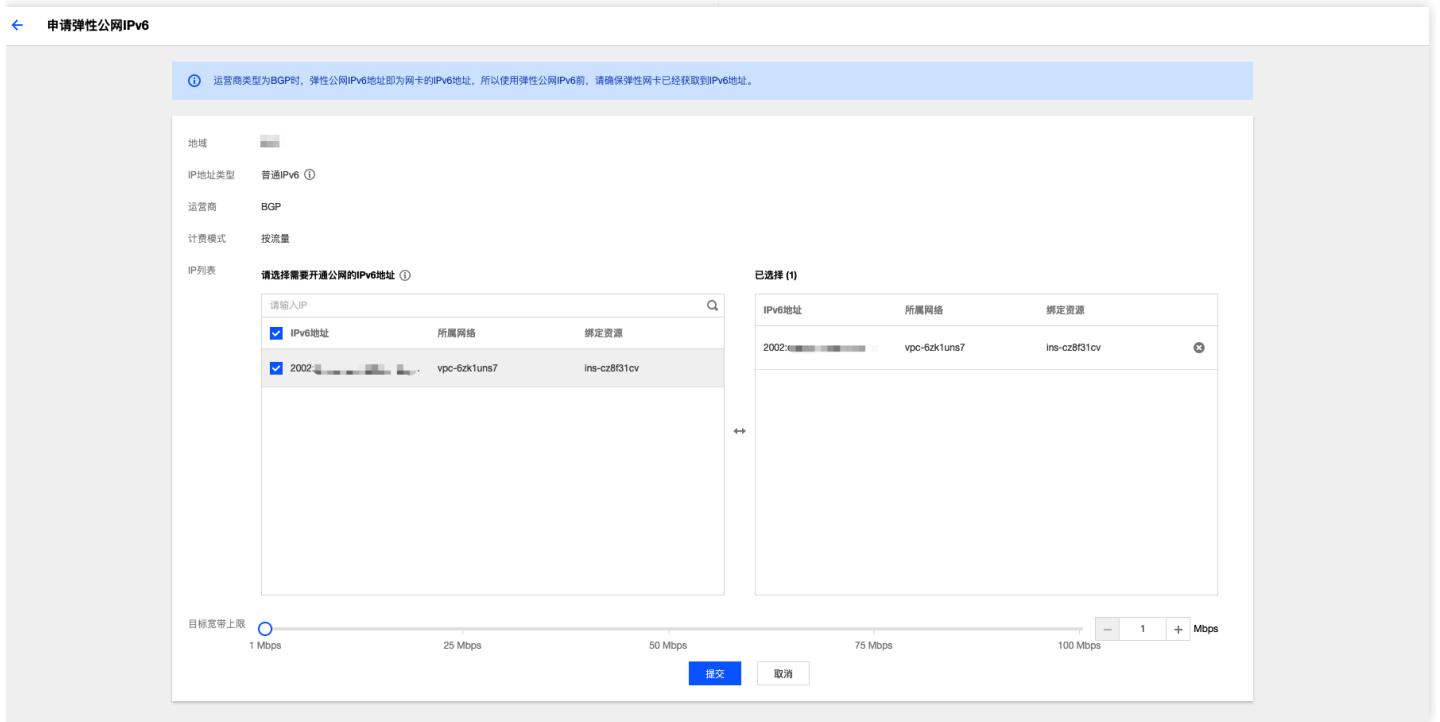 申请弹性公网IPv6
运营商类型为BGP时，弹性公网IPv6地址即为网卡的IPv6地址，所以使用弹性公网IPv6前，请确保弹性网卡已经获取到IPv6地址。
地域
IP地址类型 普通IPv6
运营商 BGP
计费模式 按流量
IP列表 请选择需要开通公网的IPv6地址 已选择 (1)
请输入IP
IPv6地址 所属网络 绑定资源
IPv6地址 所属网络 绑定资源
2002: vpc-6zk1uns7 ins-cz8f31cv
2002: vpc-6zk1uns7 ins-cz8f31cv
目标宽带上限 1 Mbps
1 Mbps 25 Mbps 50 Mbps 75 Mbps 100 Mbps
提交 取消